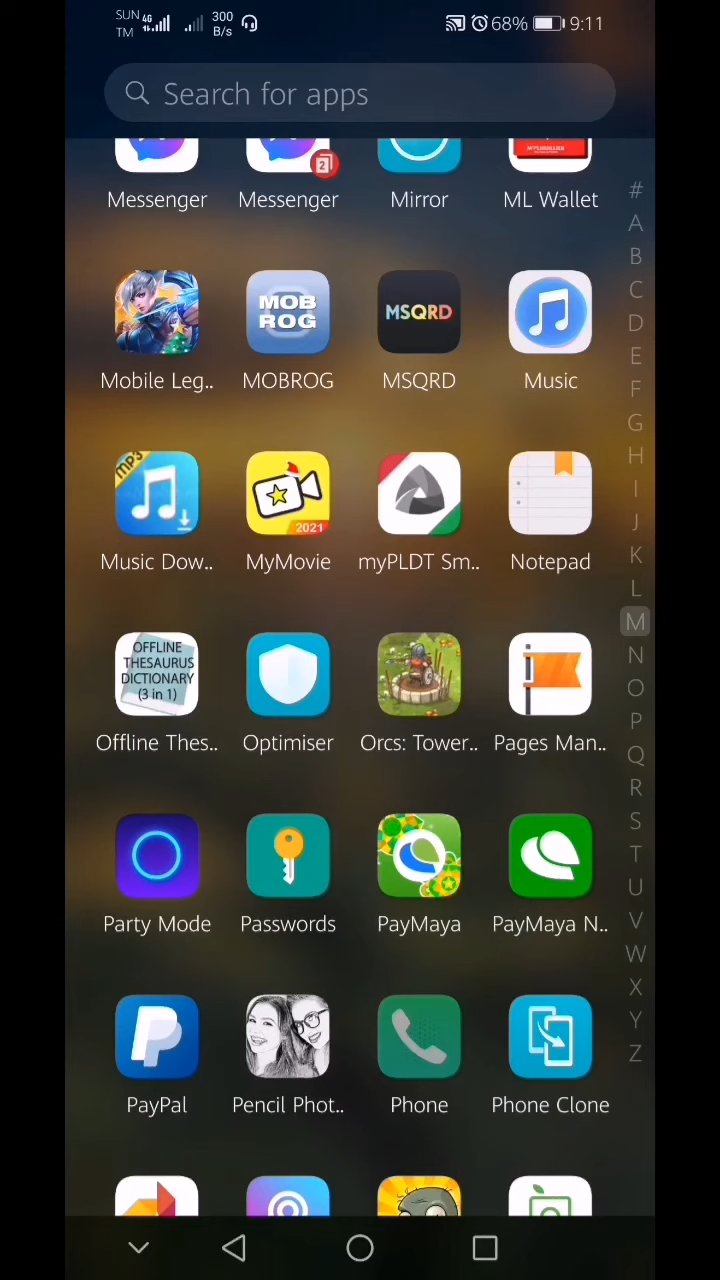 SUN 4G 300 68% 9:11
TM B/s
Search for apps
2
Messenger Messenger Mirror ML Wallet
#
A
B
C
D
E
F
G
H
I
J
K
L
M
N
O
P
Q
R
S
T
U
V
W
X
Y
Z
MOB
ROG
MSQRD
Mobile Leg.. MOBROG MSQRD Music
MP3
2021
Music Dow.. MyMovie myPLDT Sm.. Notepad
OFFLINE
THESAURUS
DICTIONARY
(3 in 1)
Offline Thes.. Optimiser Orcs: Tower.. Pages Man..
Party Mode Passwords PayMaya PayMaya N..
PayPal Pencil Phot.. Phone Phone Clone